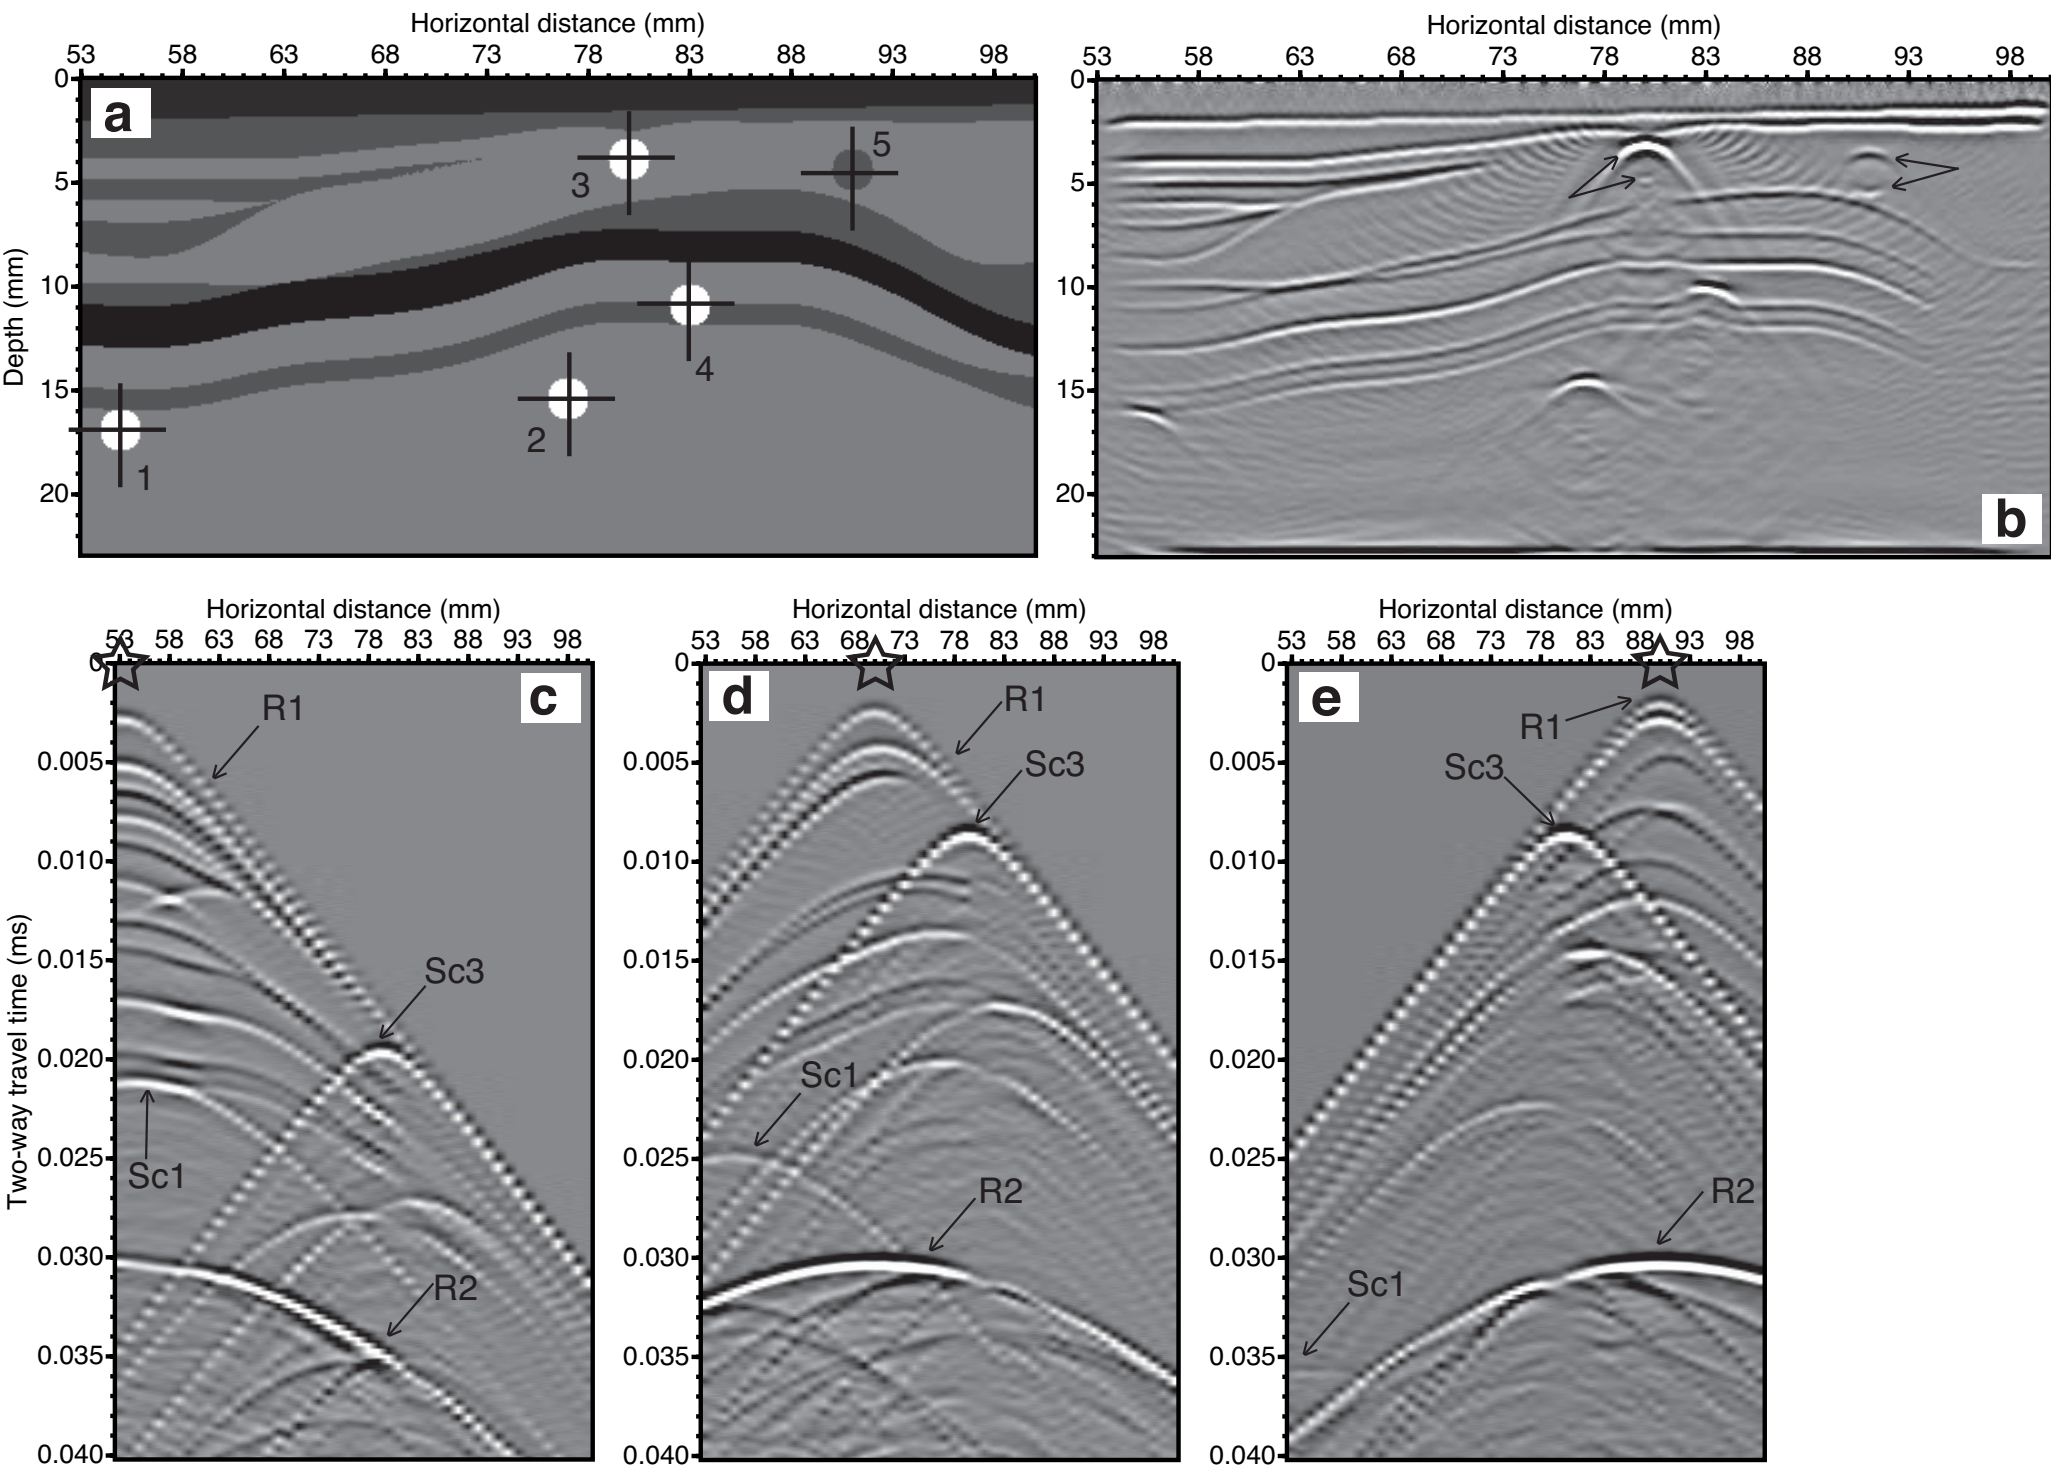 Horizontal distance (mm)
53 58 63 68 73 78 83 88 93 98
Depth (mm)
0
5
10
15
20
a
1
2
3
4
5
Horizontal distance (mm)
53 58 63 68 73 78 83 88 93 98
0
5
10
15
20
b
Horizontal distance (mm)
53 58 63 68 73 78 83 88 93 98
Two-way travel time (ms)
0
0.005
0.010
0.015
0.020
0.025
0.030
0.035
0.040
c
R1
Sc3
Sc1
R2
Horizontal distance (mm)
53 58 63 68 73 78 83 88 93 98
0
0.005
0.010
0.015
0.020
0.025
0.030
0.035
0.040
d
R1
Sc3
Sc1
R2
Horizontal distance (mm)
53 58 63 68 73 78 83 88 93 98
0
0.005
0.010
0.015
0.020
0.025
0.030
0.035
0.040
e
R1
Sc3
R2
Sc1